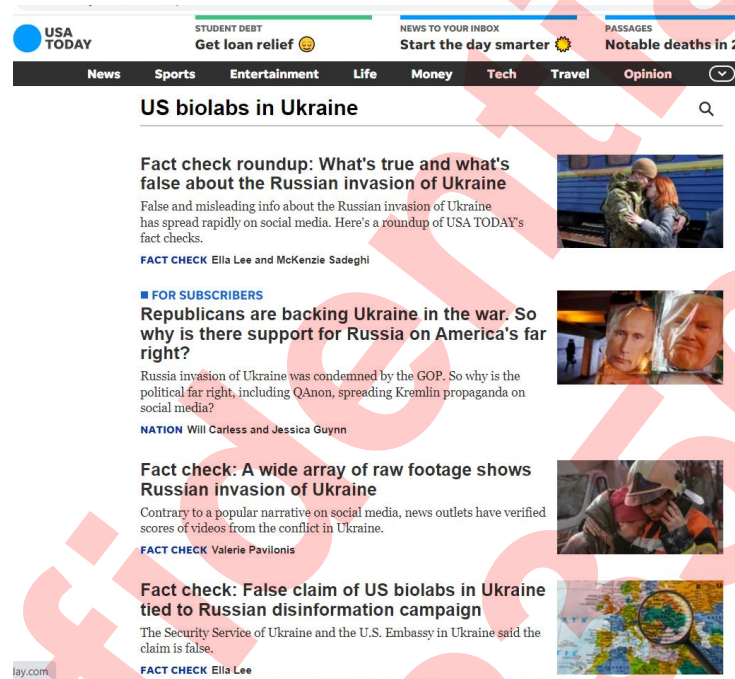 USA
TODAY
STUDENT DEBT
Get loan relief
NEWS TO YOUR INBOX
Start the day smarter
PASSAGES
Notable deaths in 2
News Sports Entertainment Life Money Tech Travel Opinion
US biolabs in Ukraine
Fact check roundup: What's true and what's
false about the Russian invasion of Ukraine
False and misleading info about the Russian invasion of Ukraine
has spread rapidly on social media. Here's a roundup of USA TODAY's
fact checks.
FACT CHECK Ella Lee and McKenzie Sadeghi
FOR SUBSCRIBERS
Republicans are backing Ukraine in the war. So
why is there support for Russia on America's far
right?
Russia invasion of Ukraine was condemned by the GOP. So why is the
political far right, including QAnon, spreading Kremlin propaganda on
social media?
NATION Will Carless and Jessica Guynn
Fact check: A wide array of raw footage shows
Russian invasion of Ukraine
Contrary to a popular narrative on social media, news outlets have verified
scores of videos from the conflict in Ukraine.
FACT CHECK Valerie Pavilonis
Fact check: False claim of US biolabs in Ukraine
tied to Russian disinformation campaign
The Security Service of Ukraine and the U.S. Embassy in Ukraine said the
claim is false.
FACT CHECK Ella Lee
lay.com
fidential